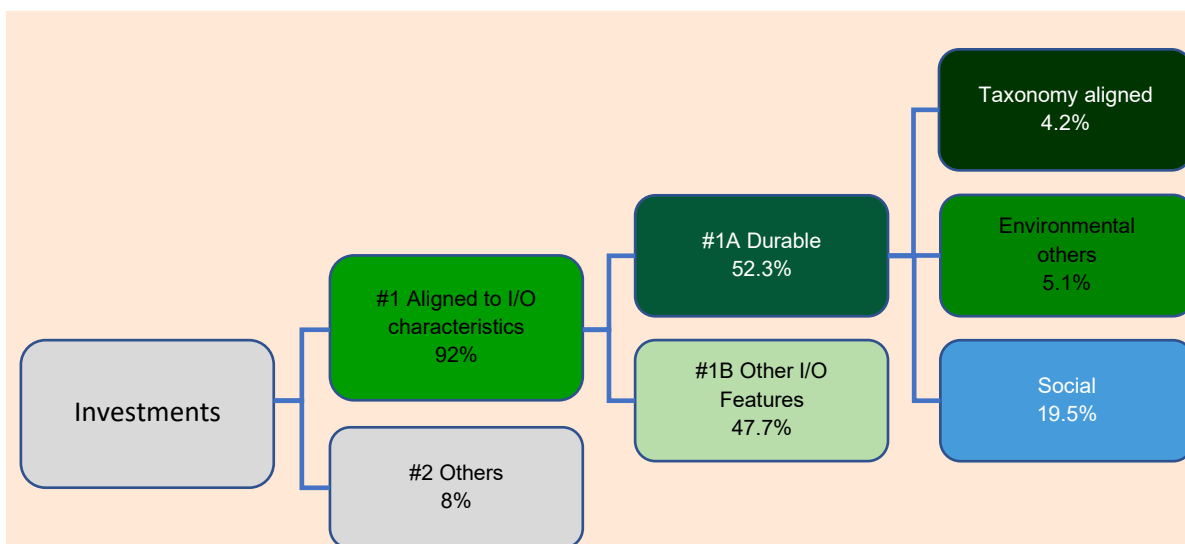 Investments
#1 Aligned to I/O
characteristics
92%
#2 Others
8%
#1A Durable
52.3%
#1B Other I/O
Features
47.7%
Taxonomy aligned
4.2%
Environmental
others
5.1%
Social
19.5%